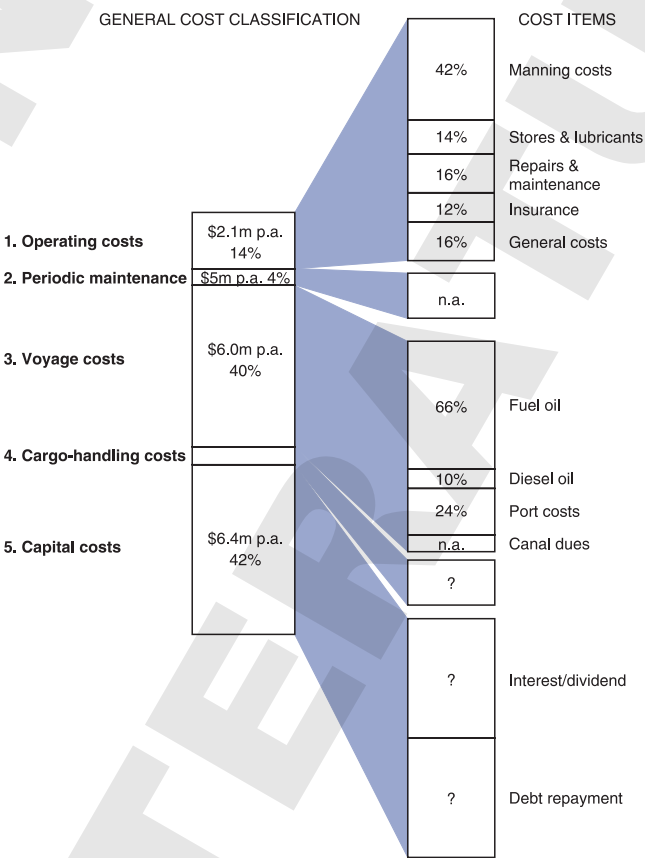 GENERAL COST CLASSIFICATION
COST ITEMS
42% Manning costs
14% Stores & lubricants
16% Repairs &
maintenance
12% Insurance
16% General costs
1. Operating costs
$2.1m p.a.
14%
2. Periodic maintenance $5m p.a. 4%
n.a.
3. Voyage costs
$6.0m p.a.
40%
66% Fuel oil
10% Diesel oil
24% Port costs
n.a. Canal dues
4. Cargo-handling costs
?
5. Capital costs
$6.4m p.a.
42%
? Interest/dividend
? Debt repayment